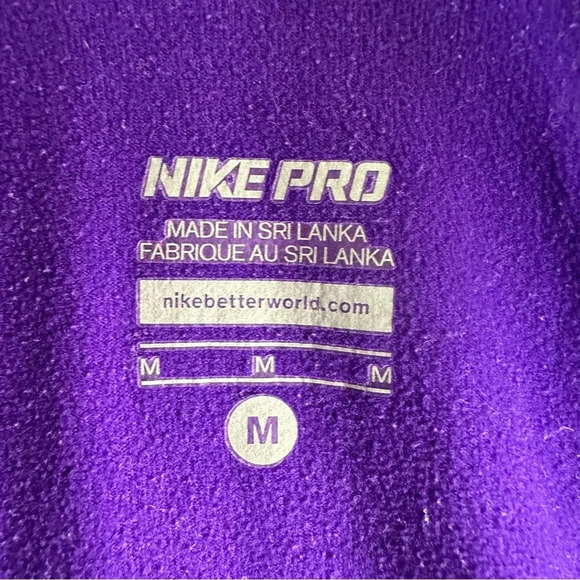 NIKE PRO
MADE IN SRI LANKA
FABRIQUE AU SRI LANKA
nikebetterworld.com
M M M
M